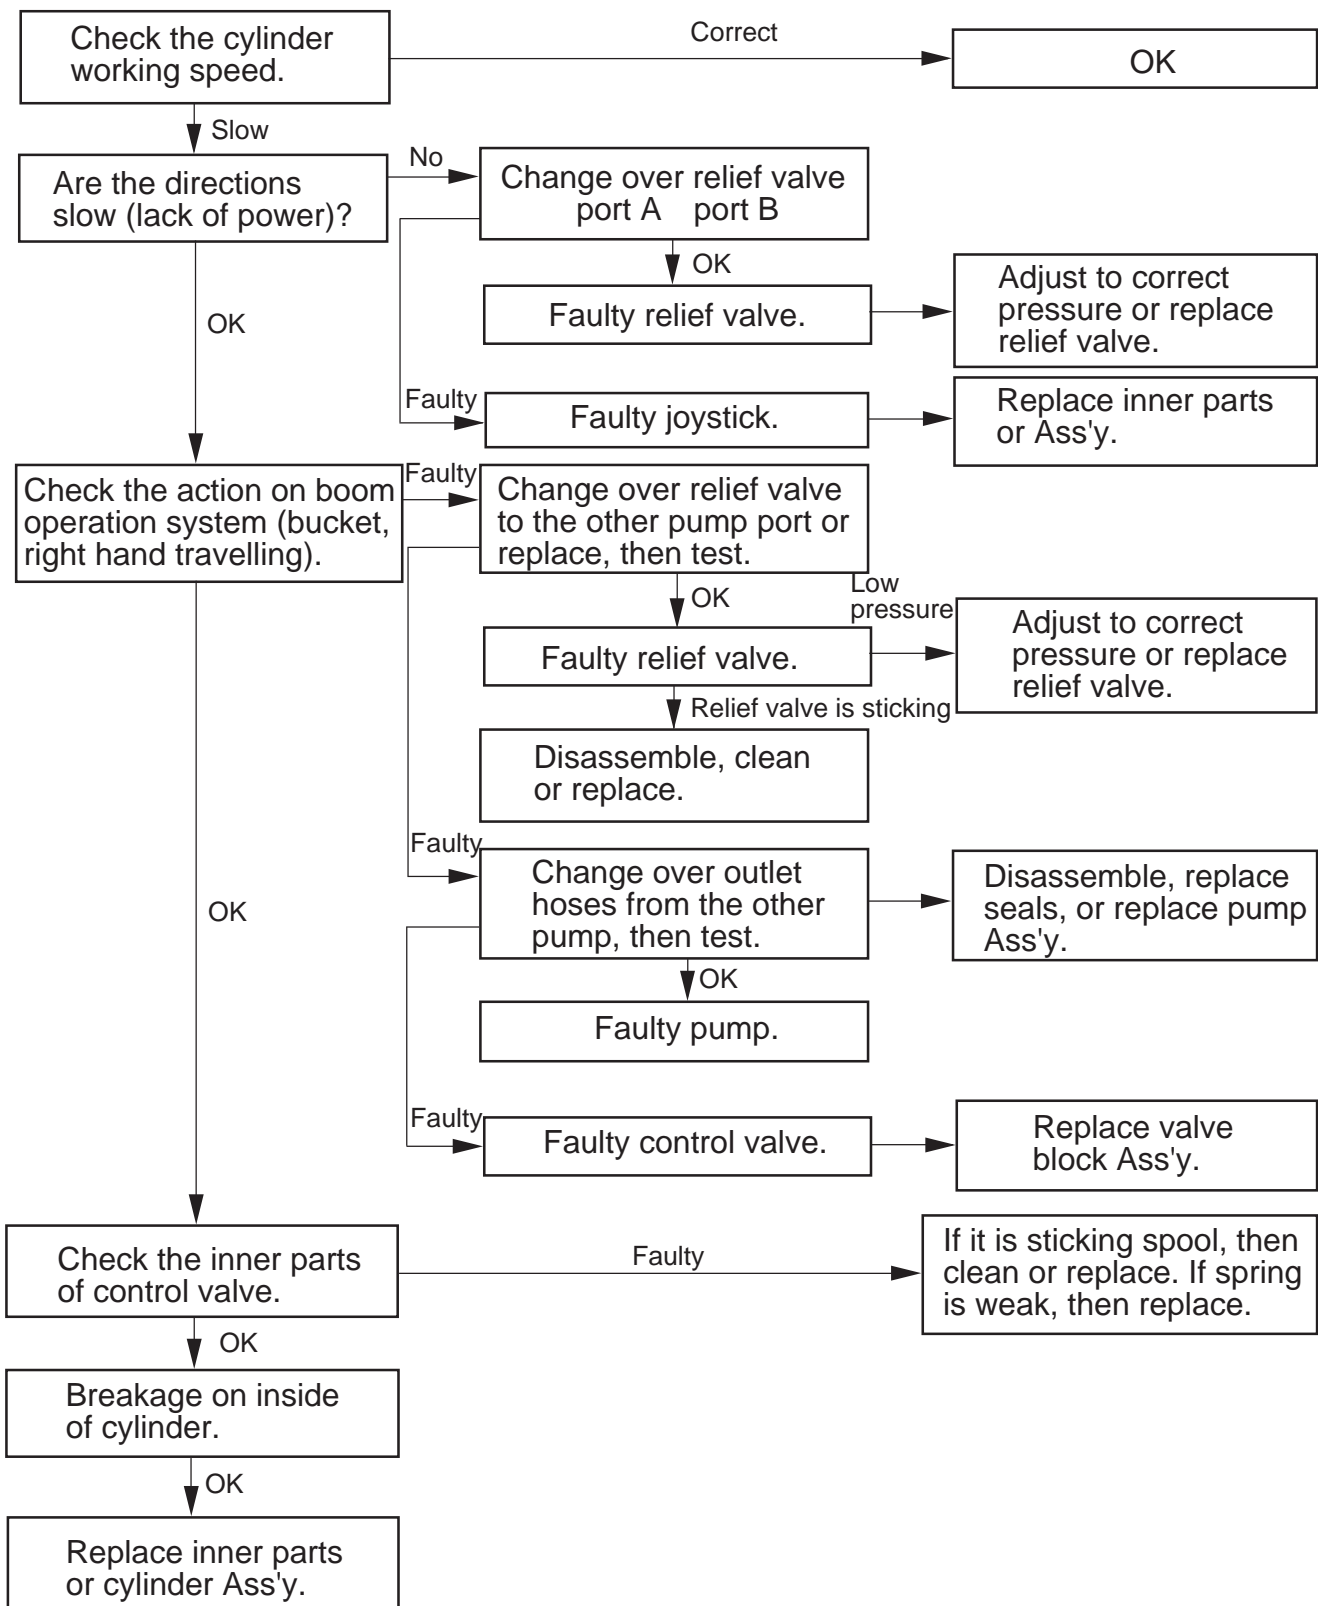 Check the cylinder
working speed.
Correct
OK
Slow
Are the directions
slow (lack of power)?
No
Change over relief valve
port A port B
OK
OK
Faulty relief valve.
Adjust to correct
pressure or replace
relief valve.
Faulty
Faulty joystick.
Replace inner parts
or Ass'y.
Check the action on boom
operation system (bucket,
right hand travelling).
Faulty
Change over relief valve
to the other pump port or
replace, then test.
OK
Low
pressure
Faulty relief valve.
Adjust to correct
pressure or replace
relief valve.
Relief valve is sticking
Disassemble, clean
or replace.
Faulty
OK
Change over outlet
hoses from the other
pump, then test.
Disassemble, replace
seals, or replace pump
Ass'y.
OK
Faulty pump.
Faulty
Faulty control valve.
Replace valve
block Ass'y.
Check the inner parts
of control valve.
Faulty
If it is sticking spool, then
clean or replace. If spring
is weak, then replace.
OK
Breakage on inside
of cylinder.
OK
Replace inner parts
or cylinder Ass'y.